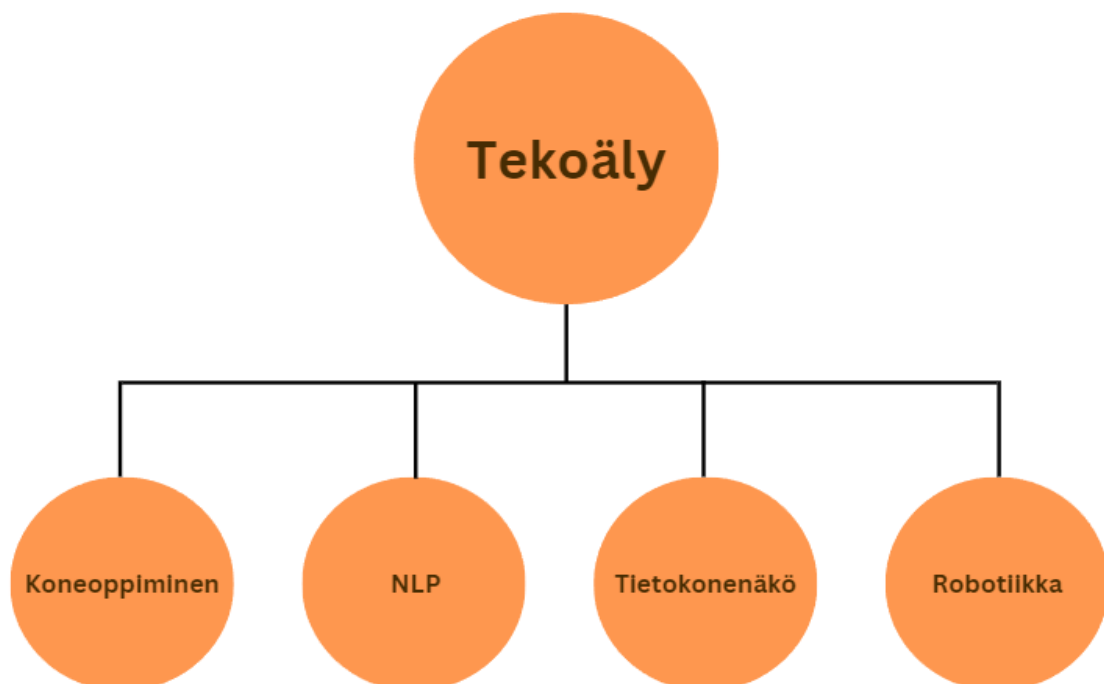 Tekoäly
Koneoppiminen
NLP
Tietokonenäkö
Robotiikka